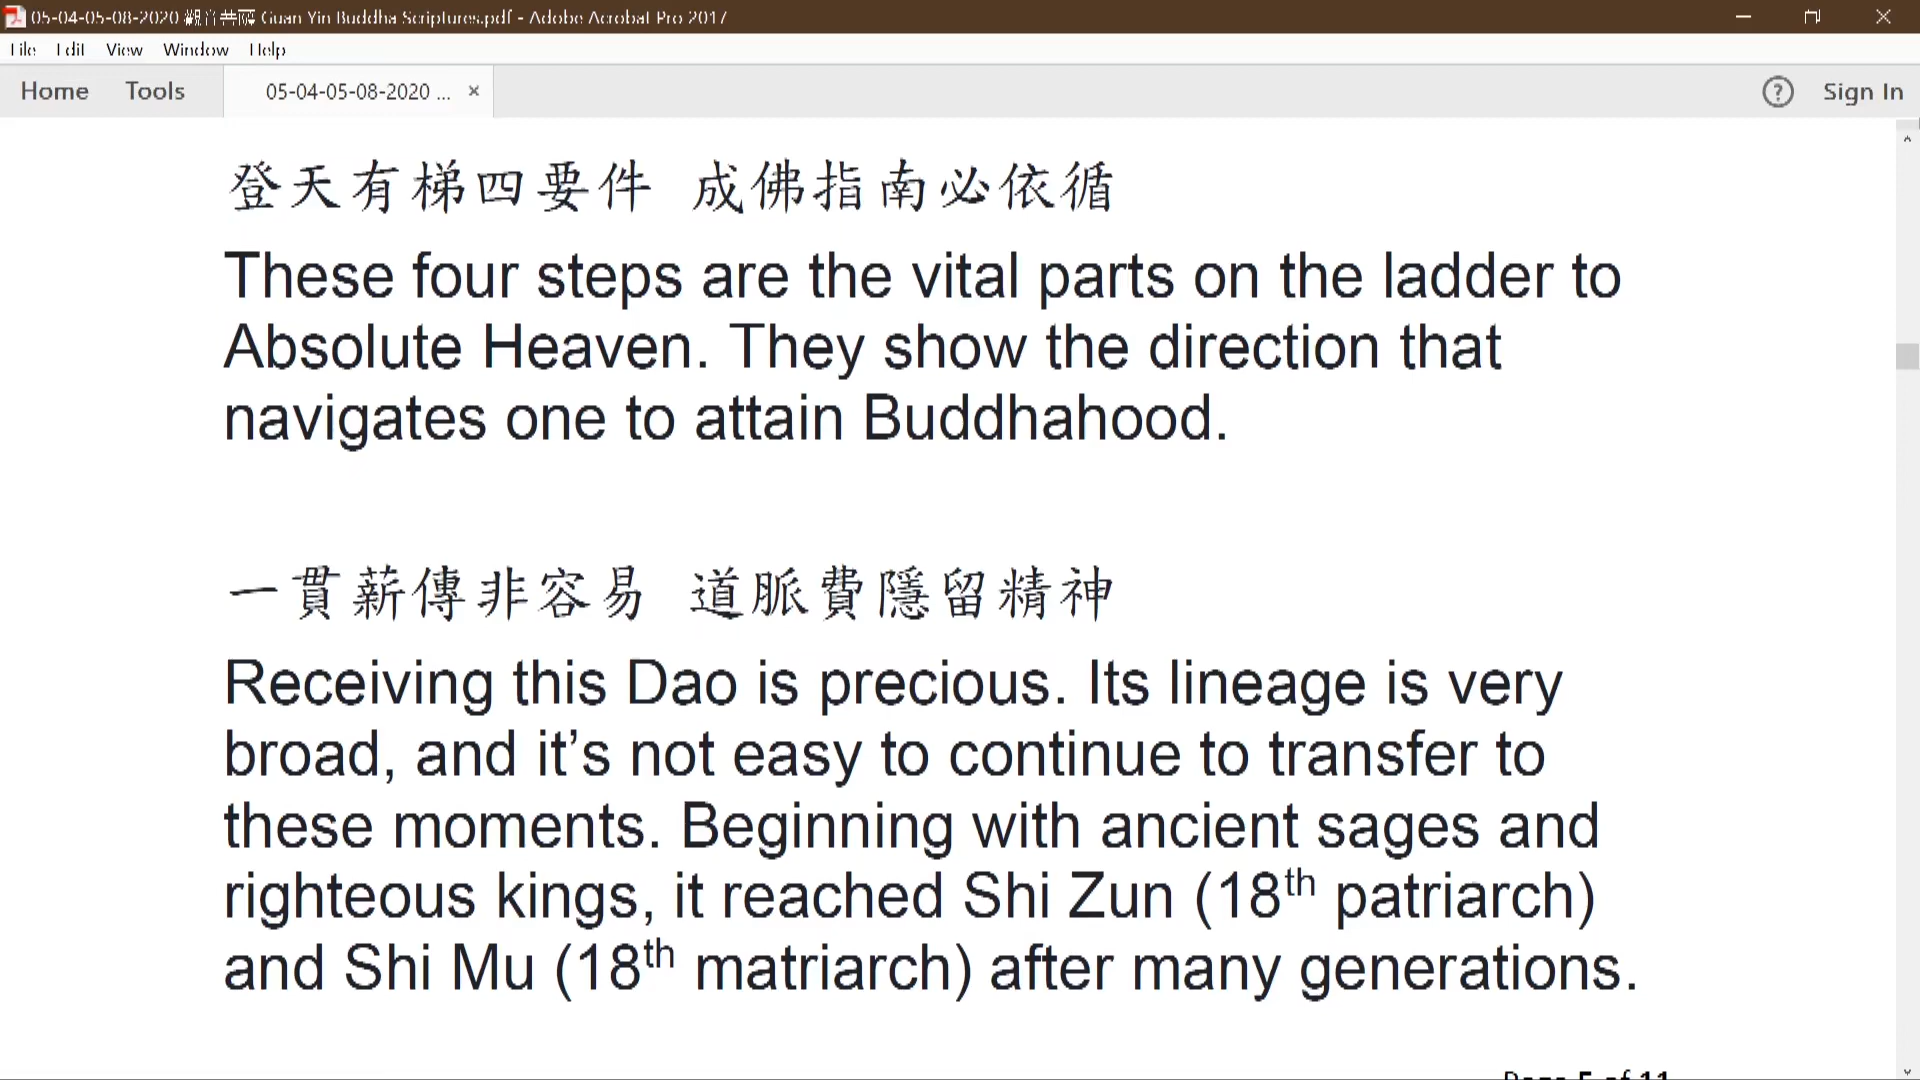 05-04-05-08-2020 觀音菩薩 Guan Yin Buddha Scriptures.pdf - Adobe Acrobat Pro 2017
File Edit View Window Help
Home Tools 05-04-05-08-2020 ... × ? Sign In
登天有梯四要件 成佛指南必依循
These four steps are the vital parts on the ladder to
Absolute Heaven. They show the direction that
navigates one to attain Buddhahood.
一貫薪傳非容易 道脈費隱留精神
Receiving this Dao is precious. Its lineage is very
broad, and it’s not easy to continue to transfer to
these moments. Beginning with ancient sages and
righteous kings, it reached Shi Zun (18th patriarch)
and Shi Mu (18th matriarch) after many generations.
Page 5 of 11